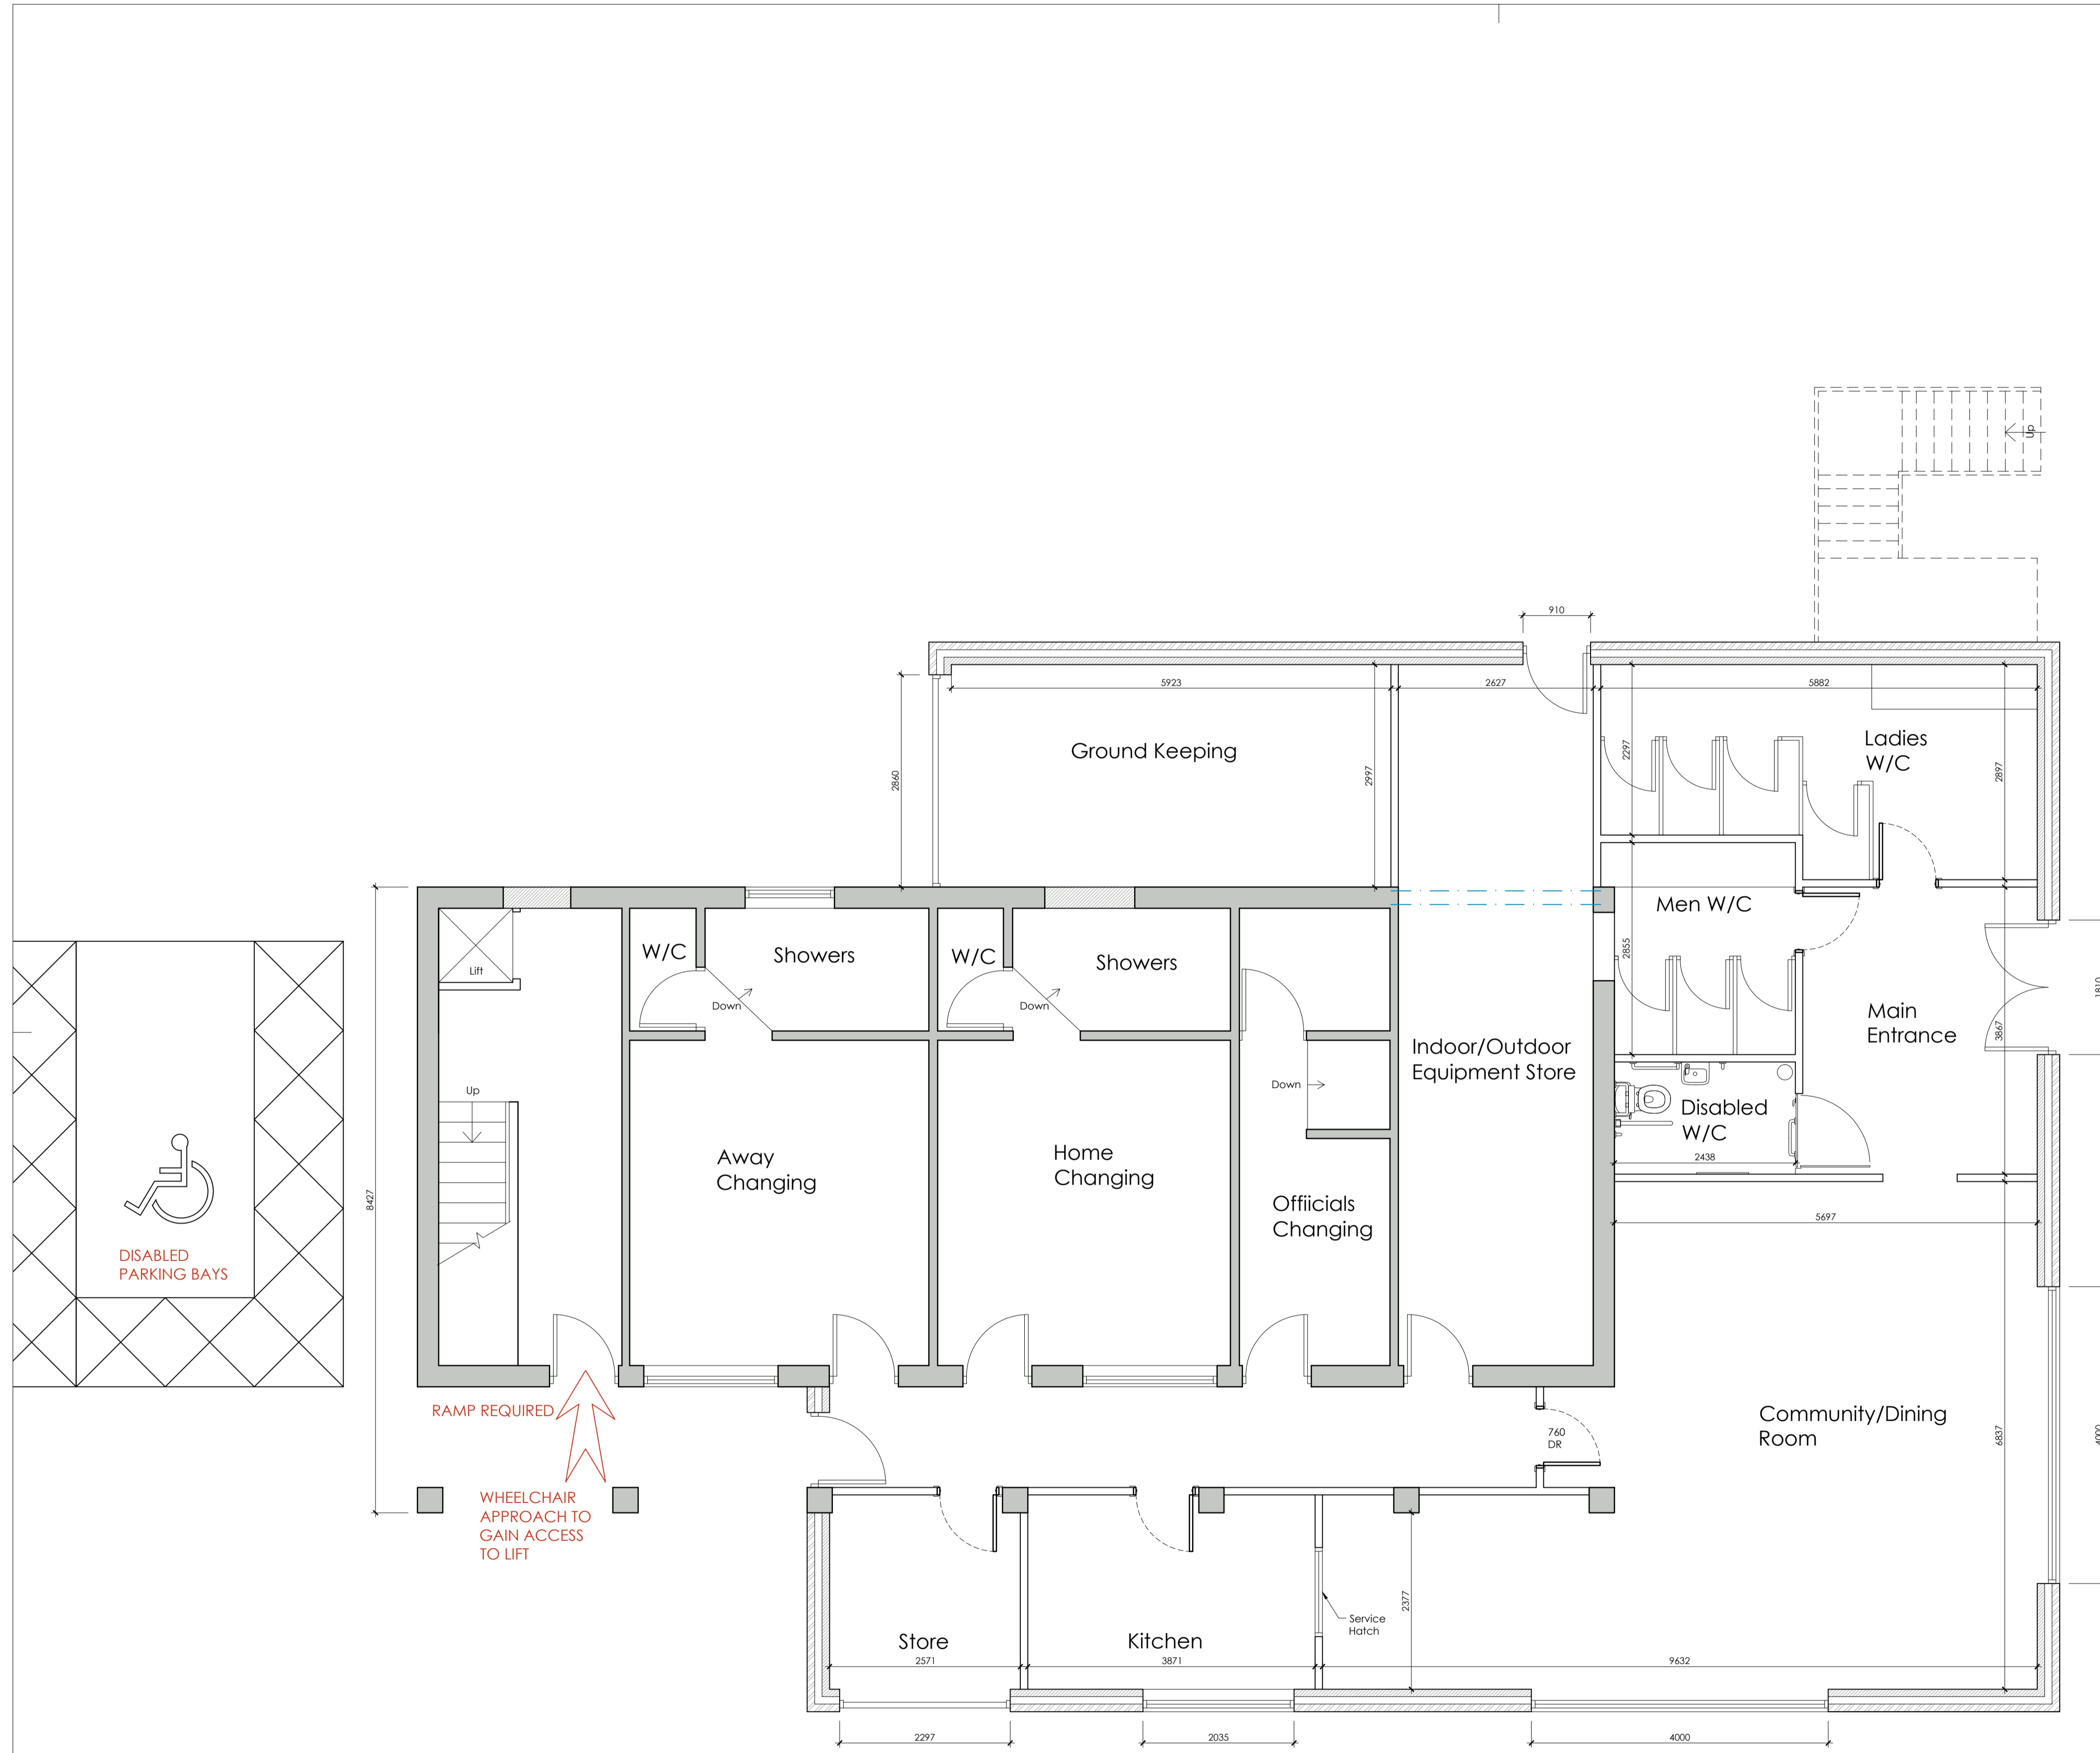 Up
910
5923
2627
5882
Ladies
W/C
Ground Keeping
2297
2897
2860
2997
Men W/C
W/C
Showers
W/C
Showers
Lift
Down
Down
2855
1810
Main
Entrance
3867
Indoor/Outdoor
Equipment Store
Up
Down
Disabled
W/C
2438
Away
Changing
Home
Changing
Offiicials
Changing
8427
5697
DISABLED
PARKING BAYS
RAMP REQUIRED
760
DR
Community/Dining
Room
6837
4000
WHEELCHAIR
APPROACH TO
GAIN ACCESS
TO LIFT
2377
Service
Hatch
Store
2571
Kitchen
3871
9632
2297
2035
4000